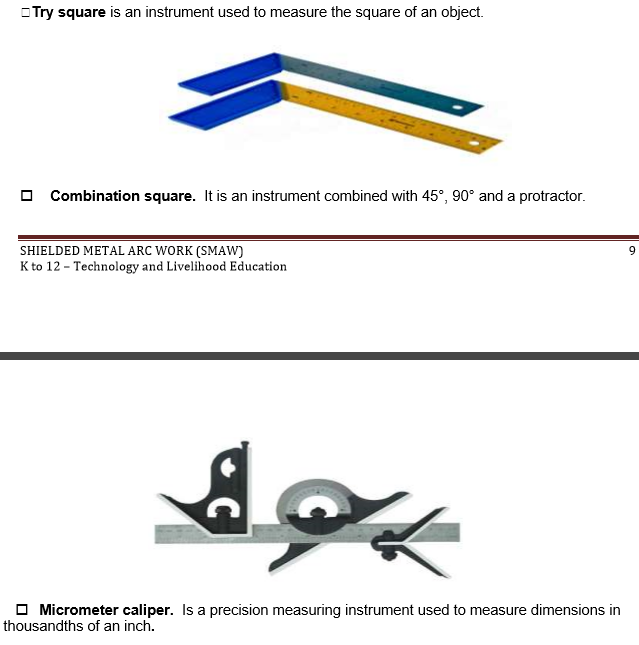 □ Try square is an instrument used to measure the square of an object.
□ Combination square. It is an instrument combined with 45°, 90° and a protractor.
SHIELDED METAL ARC WORK (SMAW) 9
K to 12 – Technology and Livelihood Education
□ Micrometer caliper. Is a precision measuring instrument used to measure dimensions in
thousandths of an inch.